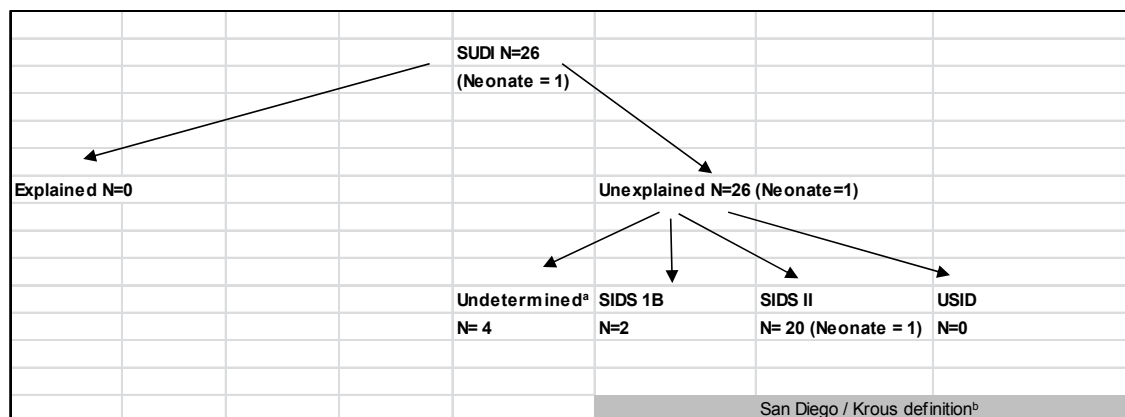 SUDI N=26
(Neonate = 1)
Explained N=0
Unexplained N=26 (Neonate=1)
Undeterminedᵃ SIDS 1B SIDS II USID
N= 4 N=2 N= 20 (Neonate = 1) N=0
San Diego / Krous definitionᵇ